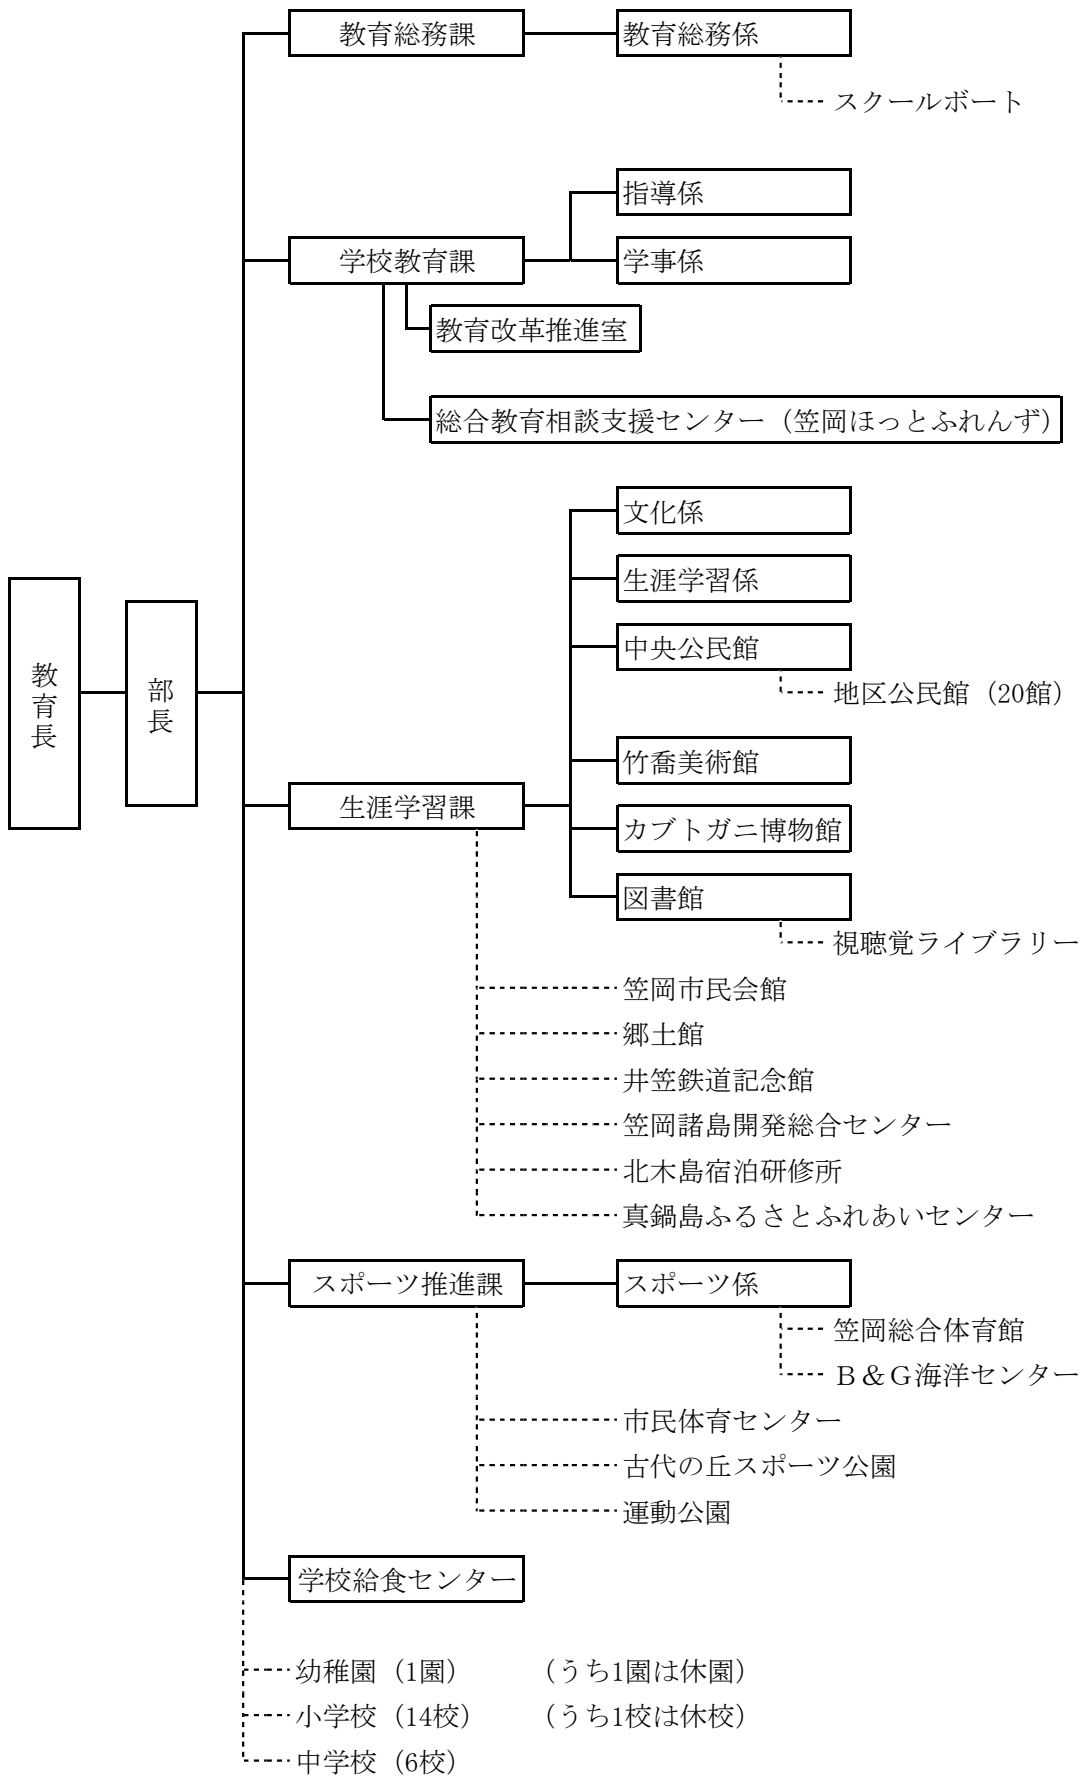 教育総務課
教育総務係
スクールボート
指導係
学校教育課
学事係
教育改革推進室
総合教育相談支援センター（笠岡ほっとふれんず）
文化係
生涯学習係
中央公民館
地区公民館（20館）
教育長
部長
竹喬美術館
生涯学習課
カブトガニ博物館
図書館
視聴覚ライブラリー
笠岡市民会館
郷土館
井笠鉄道記念館
笠岡諸島開発総合センター
北木島宿泊研修所
真鍋島ふるさとふれあいセンター
スポーツ推進課
スポーツ係
笠岡総合体育館
Ｂ＆Ｇ海洋センター
市民体育センター
古代の丘スポーツ公園
運動公園
学校給食センター
幼稚園（1園）　　　（うち1園は休園）
小学校（14校）　　（うち1校は休校）
中学校（6校）